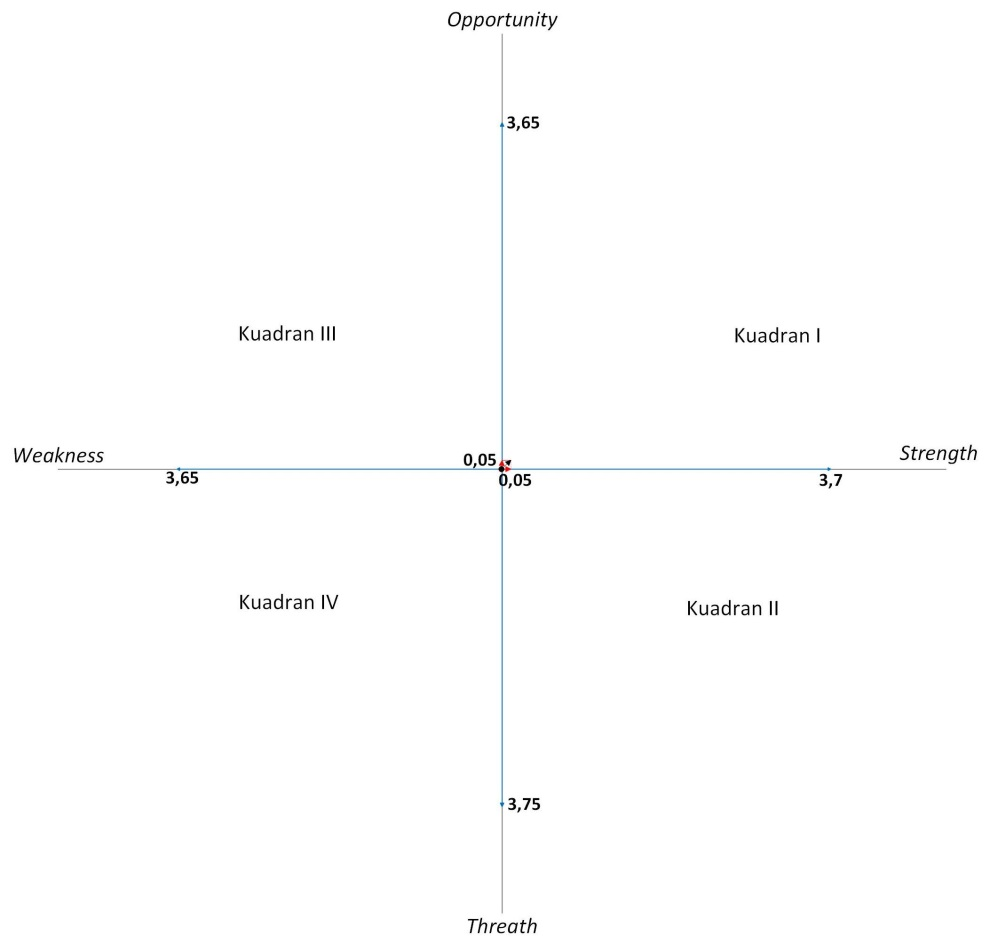 Opportunity
3,65
Kuadran III
Kuadran I
Weakness
Strength
0,05
3,65
0,05
3,7
Kuadran IV
Kuadran II
3,75
Threath